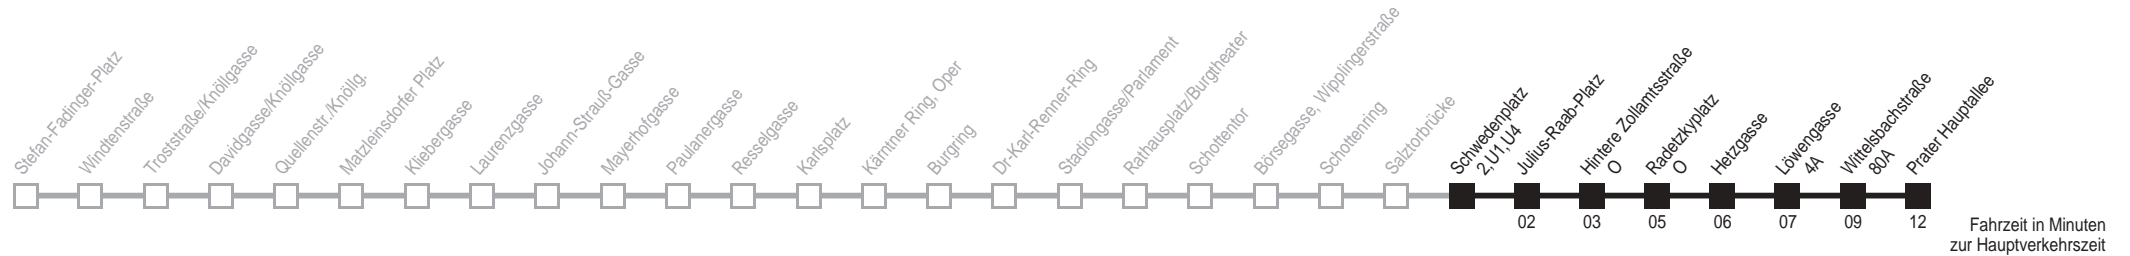 Stefan-Fadinger-Platz
Windtenstraße
Troststraße/Knöllgasse
Davidgasse/Knöllgasse
Quellenstr./Knöllg.
Matzleinsdorfer Platz
Kliebergasse
Laurenzgasse
Johann-Strauß-Gasse
Mayerhofgasse
Paulanergasse
Resselgasse
Karlsplatz
Kärntner Ring, Oper
Burgring
Dr-Karl-Renner-Ring
Stadiongasse/Parlament
Rathausplatz/Burgtheater
Schottentor
Börsegasse, Wipplingerstraße
Schottenring
Salztorbrücke
Schwedenplatz
2,U1,U4
Julius-Raab-Platz
Hintere Zollamtsstraße
O
Radetzkyplatz
O
Hetzgasse
Löwengasse
4A
Wittelsbachstraße
80A
Prater Hauptallee
02 03 05 06 07 09 12
Fahrzeit in Minuten
zur Hauptverkehrszeit